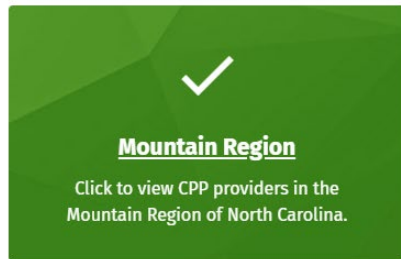 Mountain Region
Click to view CPP providers in the
Mountain Region of North Carolina.